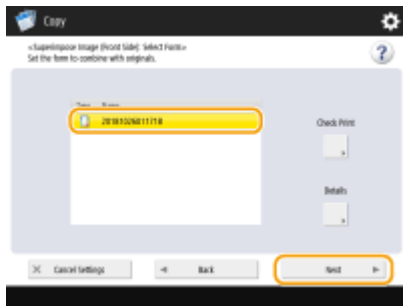 Copy
<Superimpose Image (Front Side): Select Form>
Set the form to combine with originals.
?
Type Name
20181026011718
Check Print
Details
Cancel Settings
Back
Next